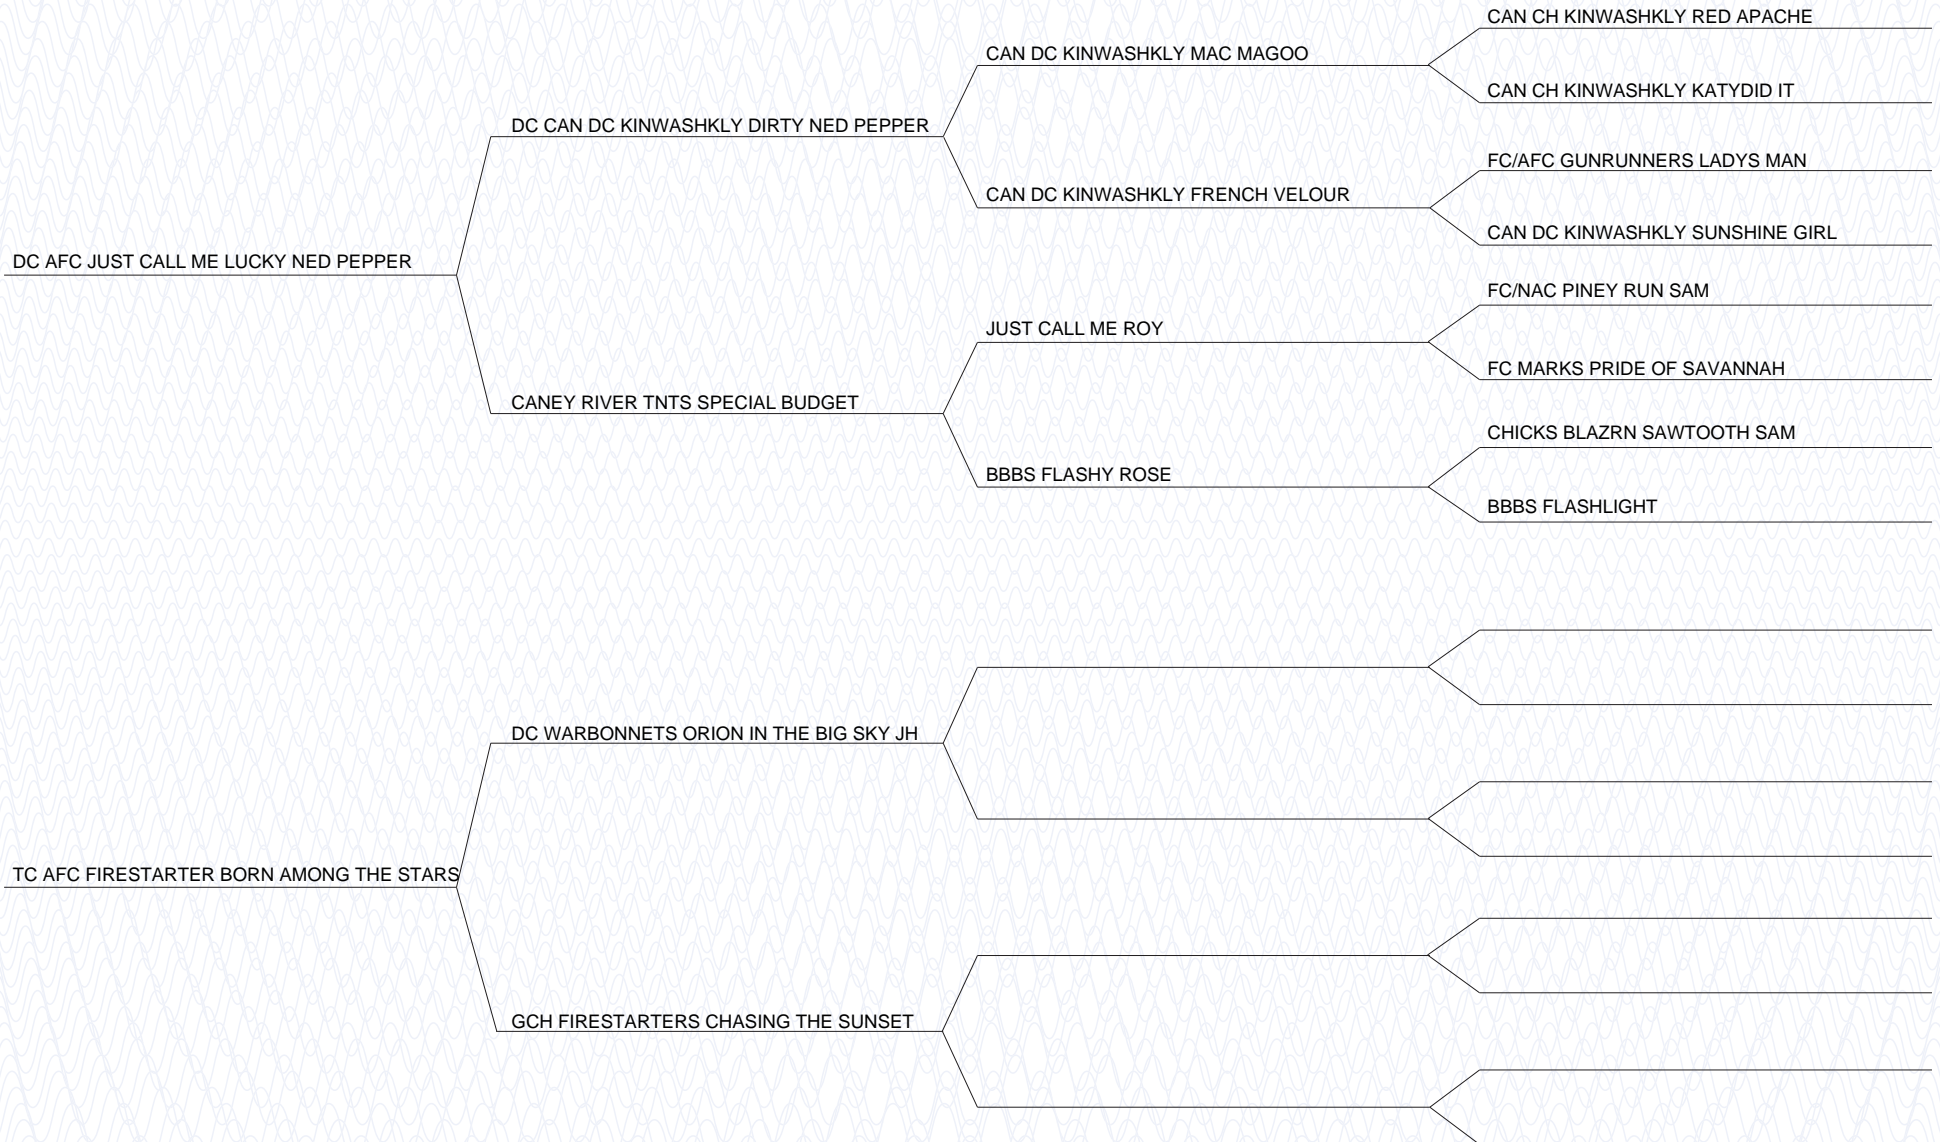 CAN CH KINWASHKLY RED APACHE
CAN DC KINWASHKLY MAC MAGOO
CAN CH KINWASHKLY KATYDID IT
DC CAN DC KINWASHKLY DIRTY NED PEPPER
FC/AFC GUNRUNNERS LADYS MAN
CAN DC KINWASHKLY FRENCH VELOUR
CAN DC KINWASHKLY SUNSHINE GIRL
DC AFC JUST CALL ME LUCKY NED PEPPER
FC/NAC PINEY RUN SAM
JUST CALL ME ROY
FC MARKS PRIDE OF SAVANNAH
CANEY RIVER TNTS SPECIAL BUDGET
CHICKS BLAZRN SAWTOOTH SAM
BBBS FLASHY ROSE
BBBS FLASHLIGHT
DC WARBONNETS ORION IN THE BIG SKY JH
TC AFC FIRESTARTER BORN AMONG THE STARS
GCH FIRESTARTERS CHASING THE SUNSET